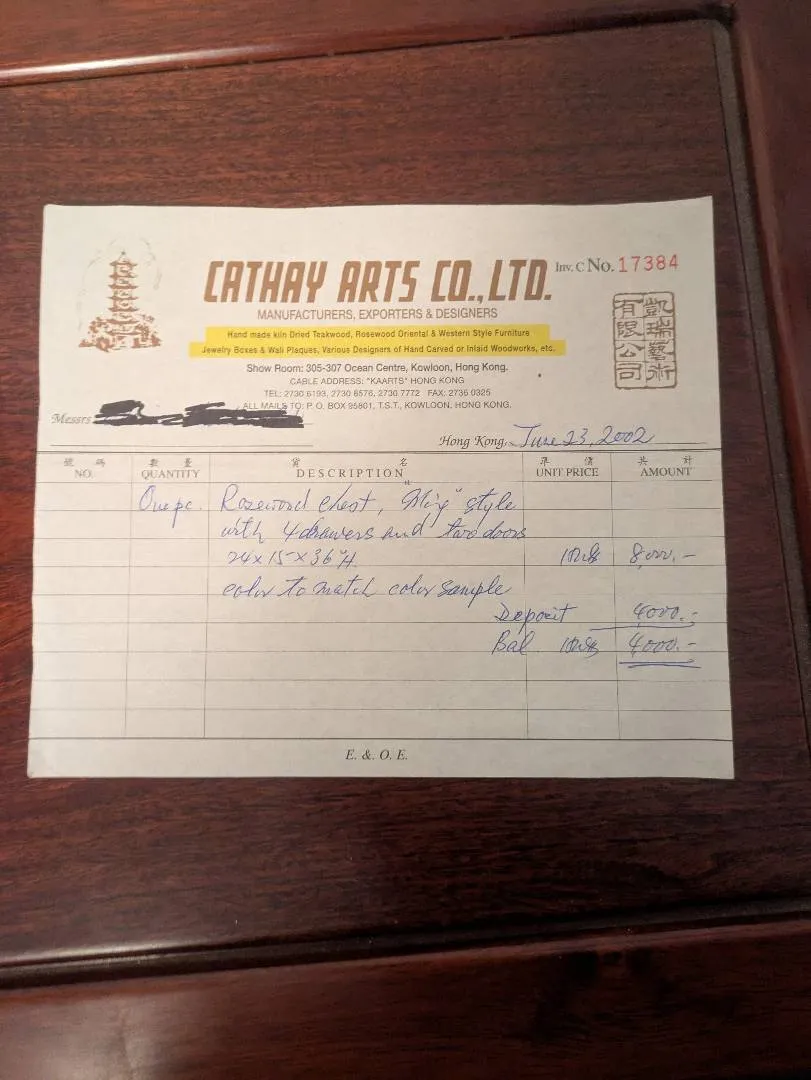 CATHAY ARTS CO., LTD.
Inv. C No. 17384
MANUFACTURERS, EXPORTERS & DESIGNERS
Hand made kiln Dried Teakwood, Rosewood Oriental & Western Style Furniture
Jewelry Boxes & Wall Plaques, Various Designers of Hand Carved or Inlaid Woodworks, etc.
凱瑞藝術
有限公司
Show Room: 305-307 Ocean Centre, Kowloon, Hong Kong.
CABLE ADDRESS: "KAARTS" HONG KONG
TEL: 2730 6193, 2730 6576, 2730 7772 FAX: 2736 0325
ALL MAILS TO: P. O. BOX 95801, T.S.T., KOWLOON, HONG KONG.
Messrs
Hong Kong, June 23, 2002
號碼 數量 貨名 單價 共計
NO. QUANTITY DESCRIPTION UNIT PRICE AMOUNT
One pc. Rosewood chest, "Ming" style
with 4 drawers and two doors
24 x 15 x 36"H 8,000.-
color to match color sample
Deposit 4000.-
Bal 4,000.-
E. & O. E.